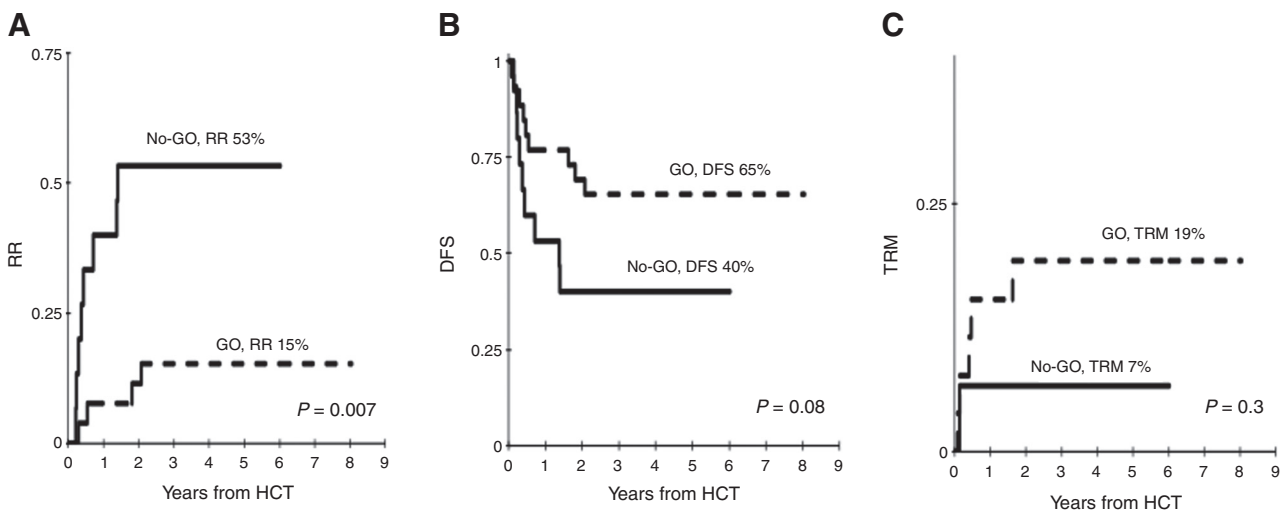 A
0.75
0.5
0.25
0
RR
No-GO, RR 53%
GO, RR 15%
P = 0.007
0 1 2 3 4 5 6 7 8 9
Years from HCT
B
1
0.75
0.5
0.25
0
DFS
GO, DFS 65%
No-GO, DFS 40%
P = 0.08
0 1 2 3 4 5 6 7 8 9
Years from HCT
C
0.25
0
TRM
GO, TRM 19%
No-GO, TRM 7%
P = 0.3
0 1 2 3 4 5 6 7 8 9
Years from HCT